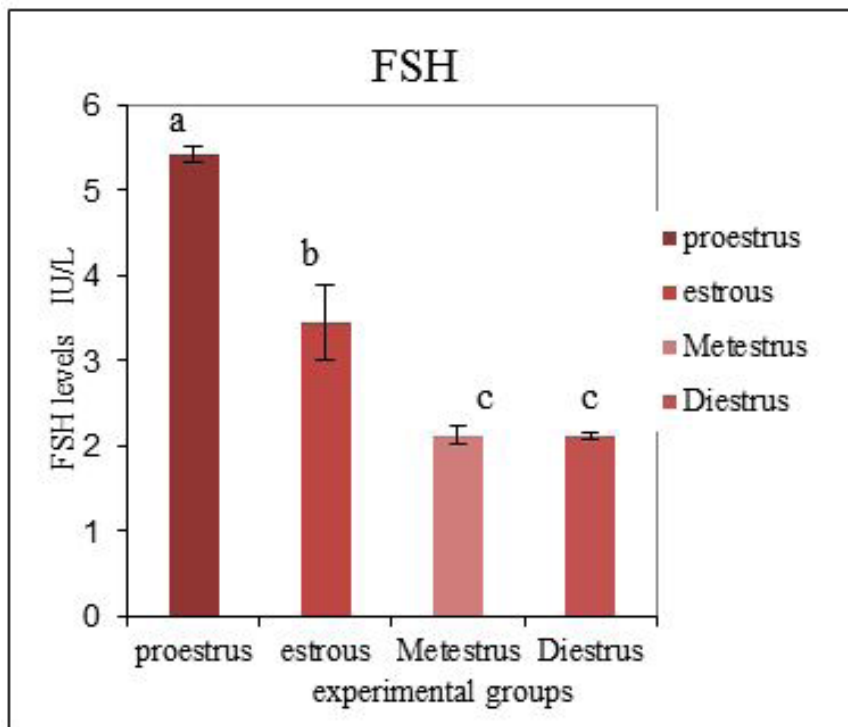 FSH
FSH levels IU/L
6
5
4
3
2
1
0
a
b
c
c
proestrus
estrous
Metestrus
Diestrus
experimental groups
proestrus
estrous
Metestrus
Diestrus